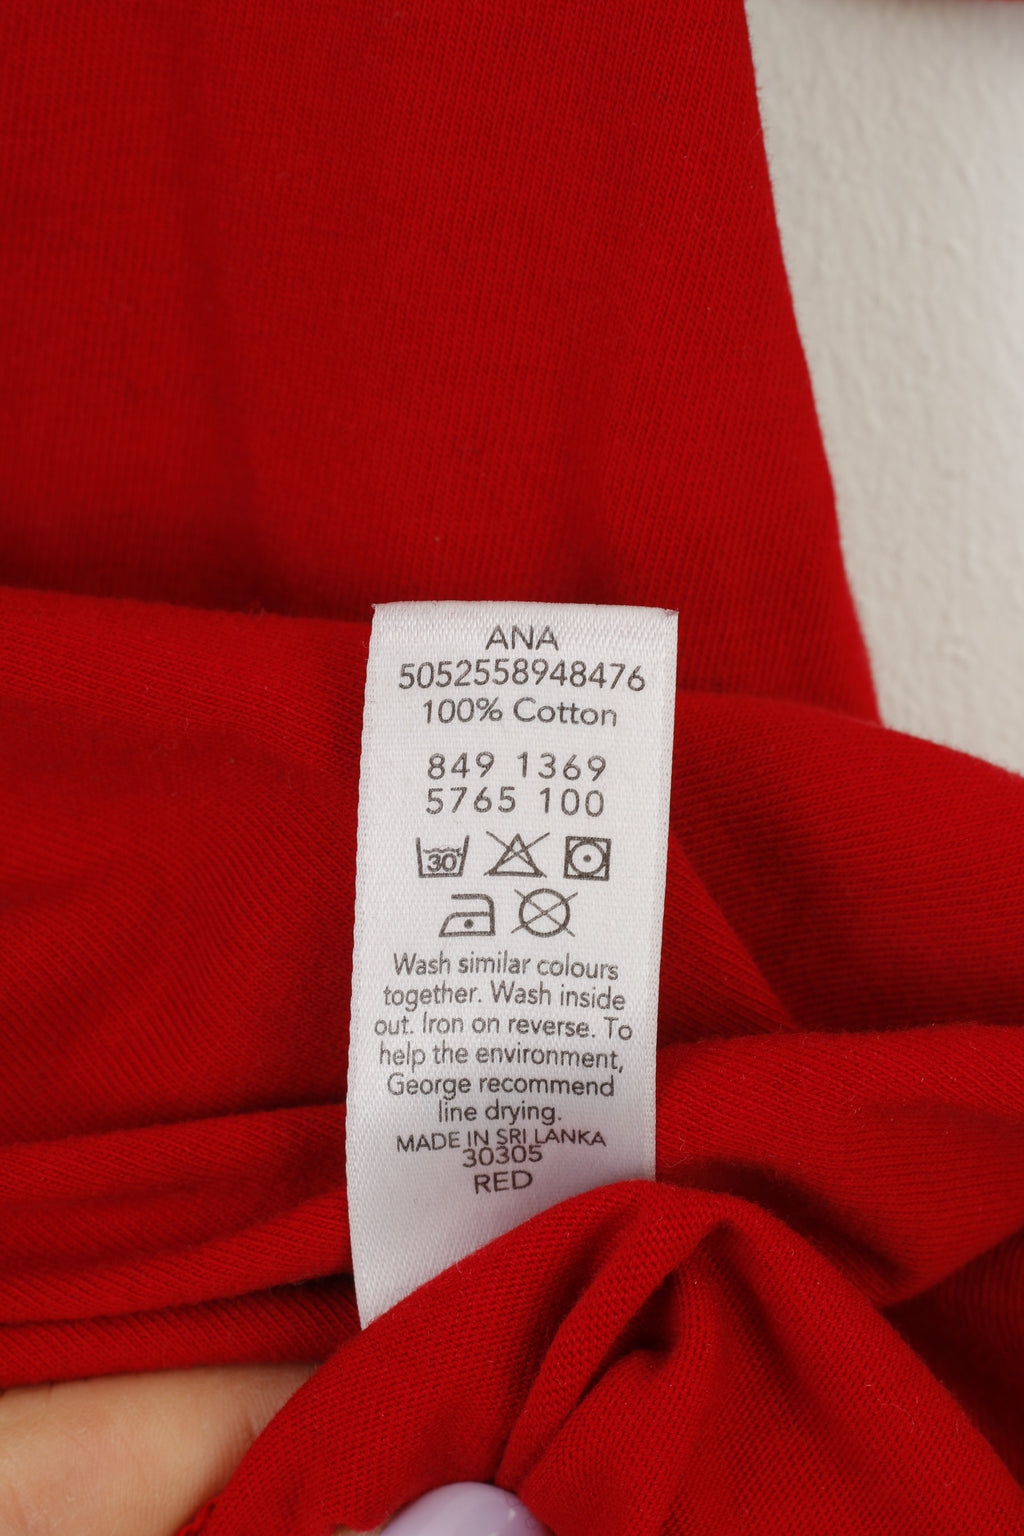 ANA
5052558948476
100% Cotton
849 1369
5765 100
30°
Wash similar colours
together. Wash inside
out. Iron on reverse. To
help the environment,
George recommend
line drying.
MADE IN SRI LANKA
30305
RED